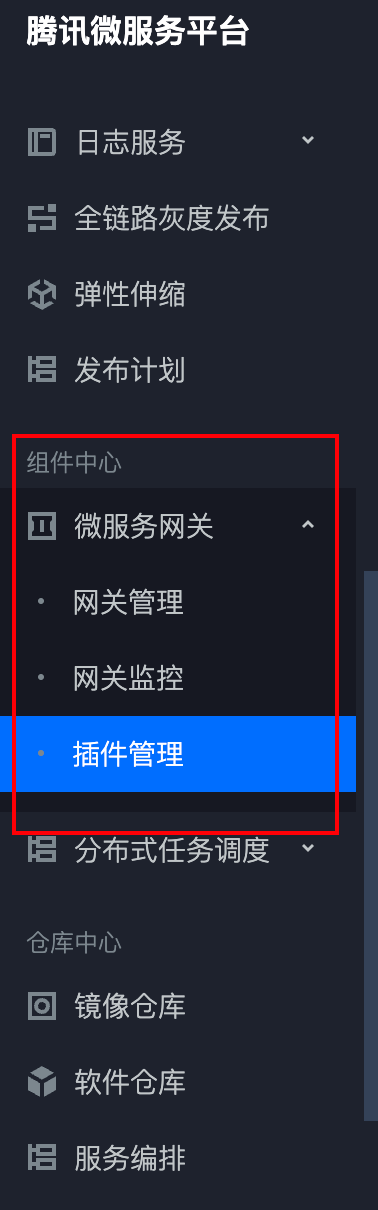 腾讯微服务平台
日志服务
全链路灰度发布
弹性伸缩
发布计划
组件中心
微服务网关
网关管理
网关监控
插件管理
分布式任务调度
仓库中心
镜像仓库
软件仓库
服务编排